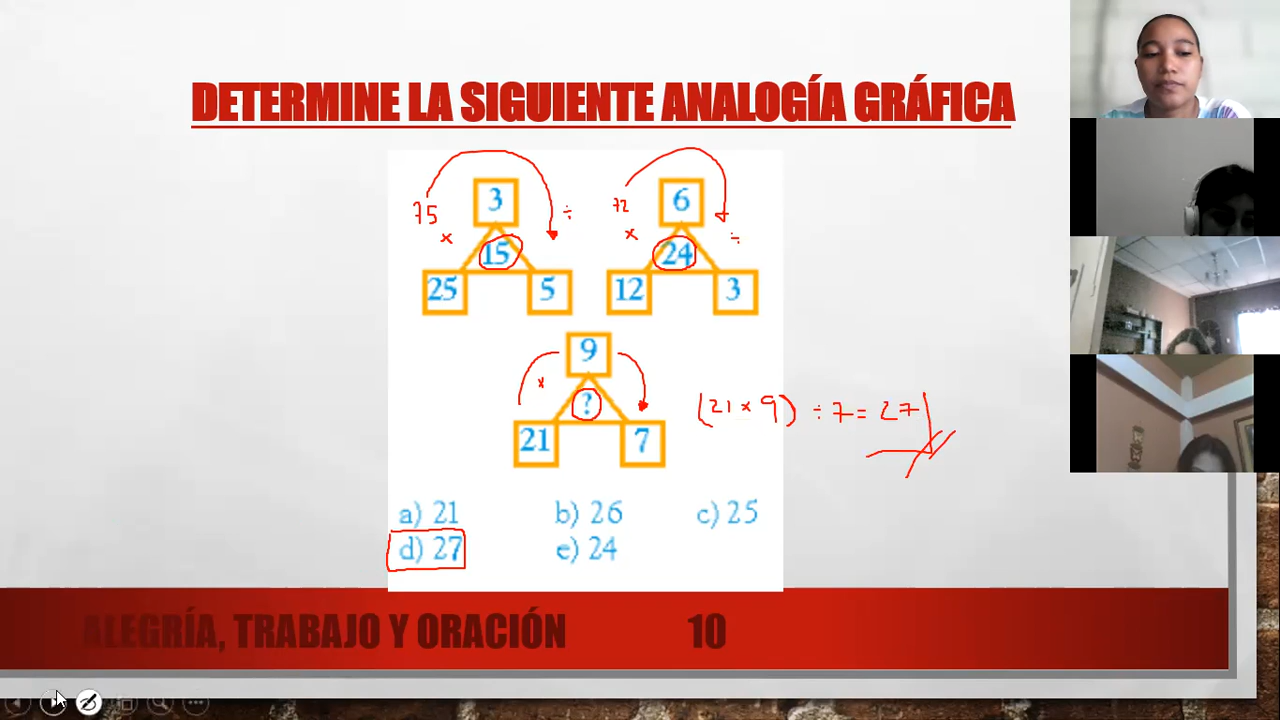 DETERMINE LA SIGUIENTE ANALOGÍA GRÁFICA
75 3 ÷
× 15
25 5
72 6
× 24 ÷
12 3
9
×
?
21 7
(21 × 9) ÷ 7 = 27
a) 21 b) 26 c) 25
d) 27 e) 24
ALEGRÍA, TRABAJO Y ORACIÓN 10